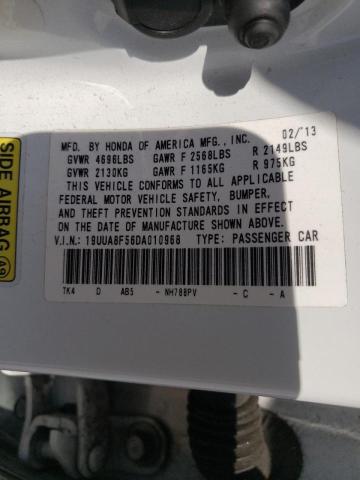 02/'13
MFD. BY HONDA OF AMERICA MFG., INC.
GVWR 4696LBS GAWR F 2568LBS R 2149LBS
GVWR 2130KG GAWR F 1165KG R 975KG
THIS VEHICLE CONFORMS TO ALL APPLICABLE
FEDERAL MOTOR VEHICLE SAFETY, BUMPER,
AND THEFT PREVENTION STANDARDS IN EFFECT
ON THE DATE OF MANUFACTURE SHOWN ABOVE.
V.I.N.: 19UUA8F56DA010968 TYPE: PASSENGER CAR
TK4 D AB5 - NH788PV - C - A
SIDE AIRBAG